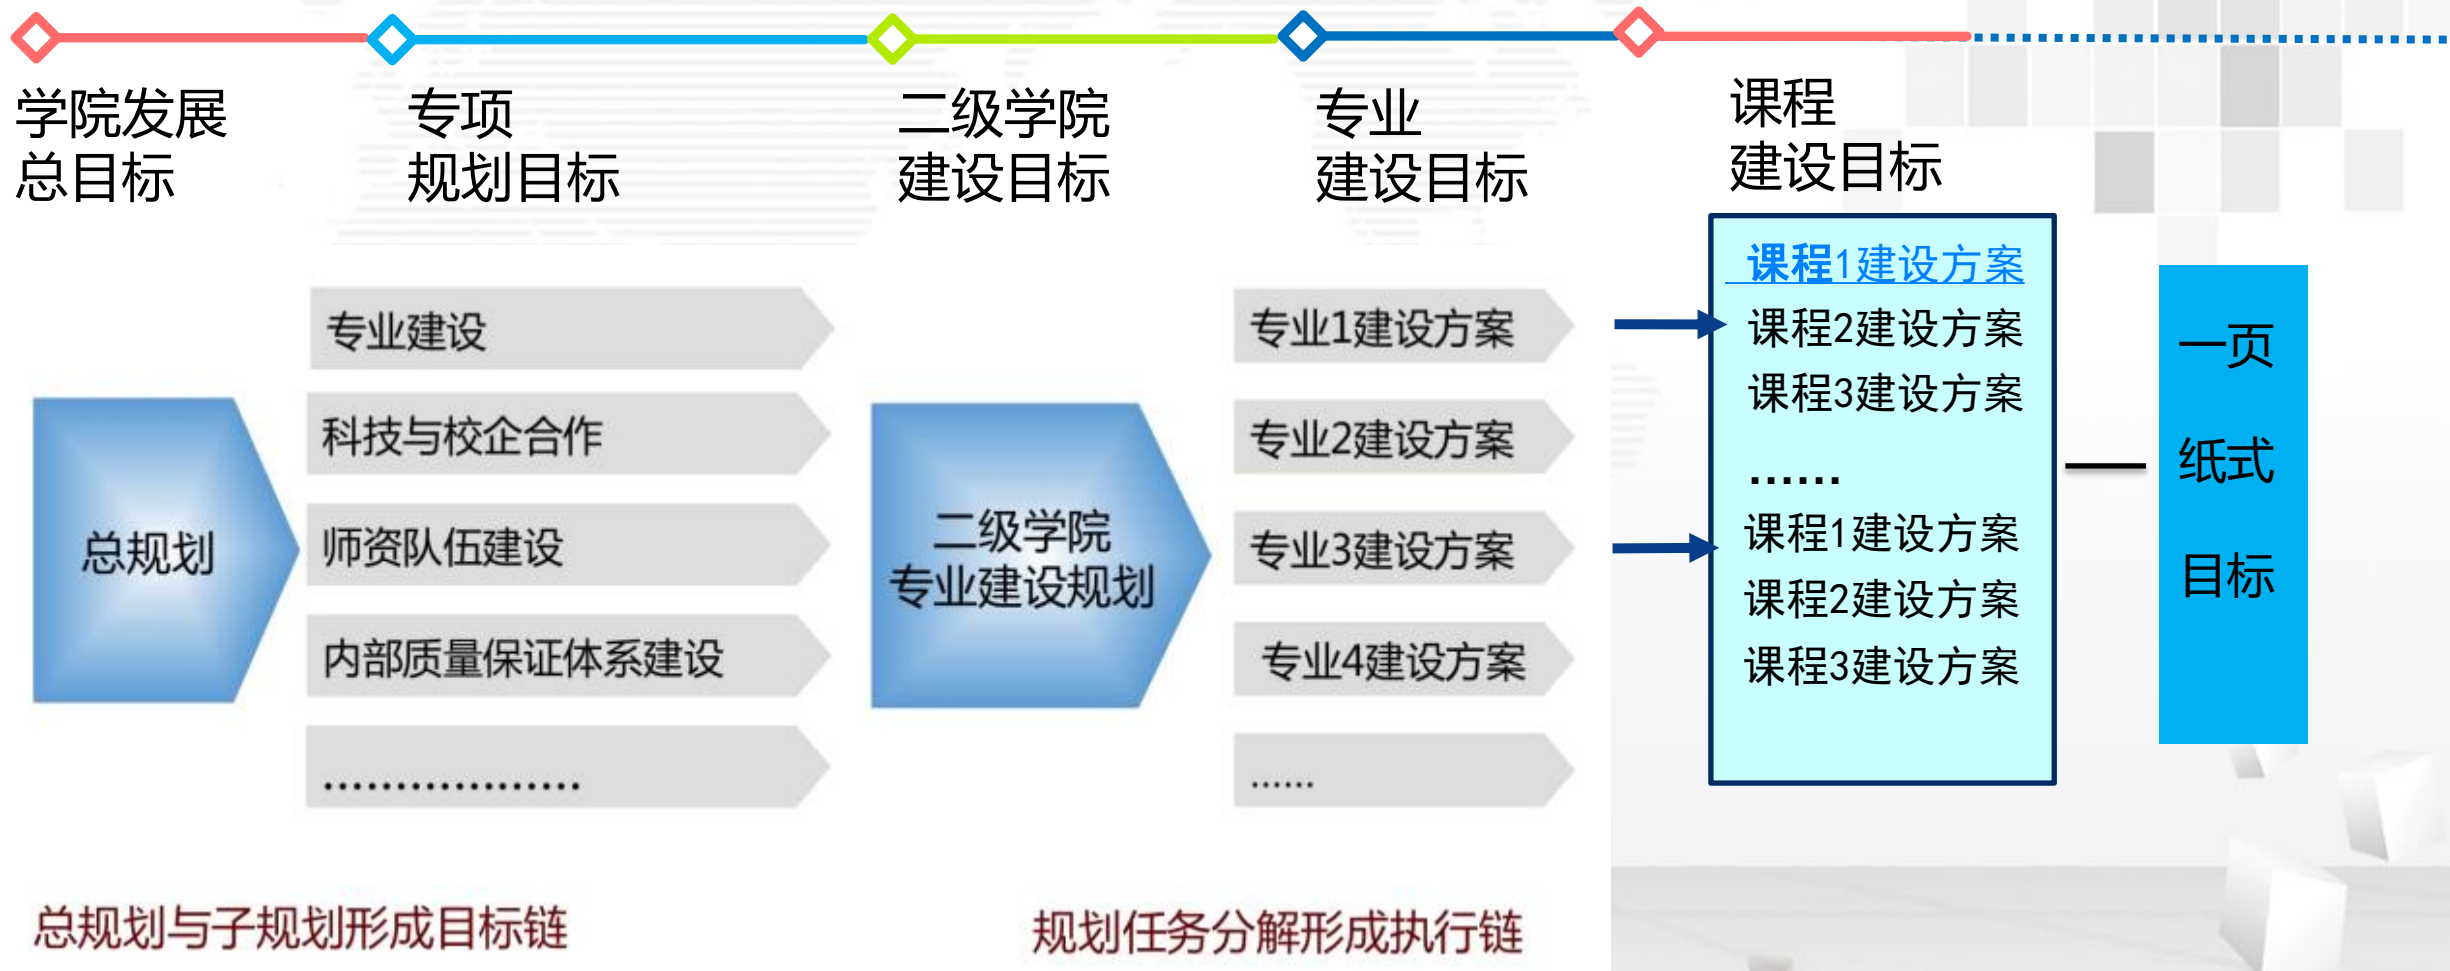 学院发展
总目标
专项
规划目标
二级学院
建设目标
专业
建设目标
课程
建设目标
总规划
专业建设
科技与校企合作
师资队伍建设
内部质量保证体系建设
..................
二级学院
专业建设规划
专业1建设方案
专业2建设方案
专业3建设方案
专业4建设方案
......
课程1建设方案
课程2建设方案
课程3建设方案
......
课程1建设方案
课程2建设方案
课程3建设方案
一页
纸式
目标
总规划与子规划形成目标链
规划任务分解形成执行链